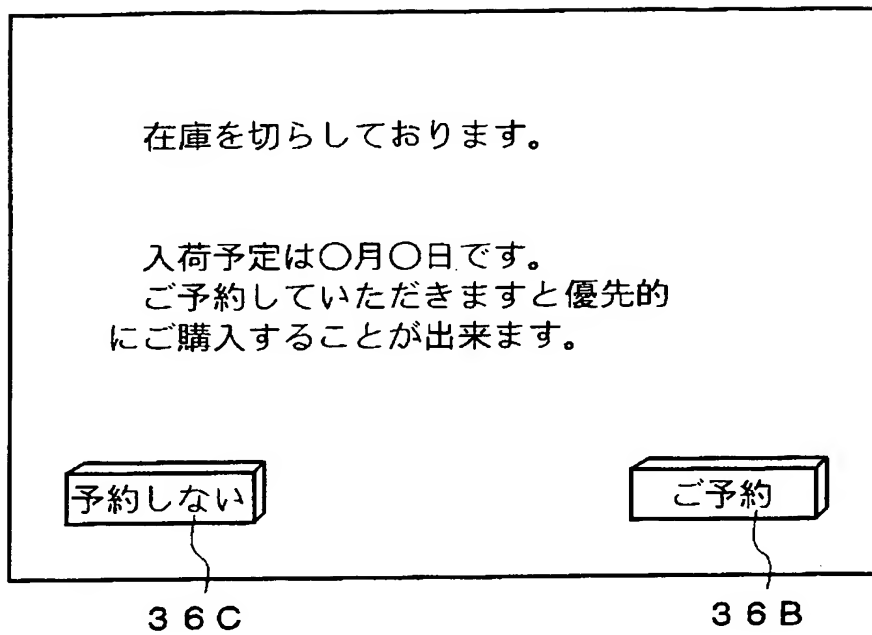 在庫を切らしております。
入荷予定は〇月〇日です。
ご予約していただきますと優先的
にご購入することが出来ます。
予約しない　ご予約
３６Ｃ　３６Ｂ